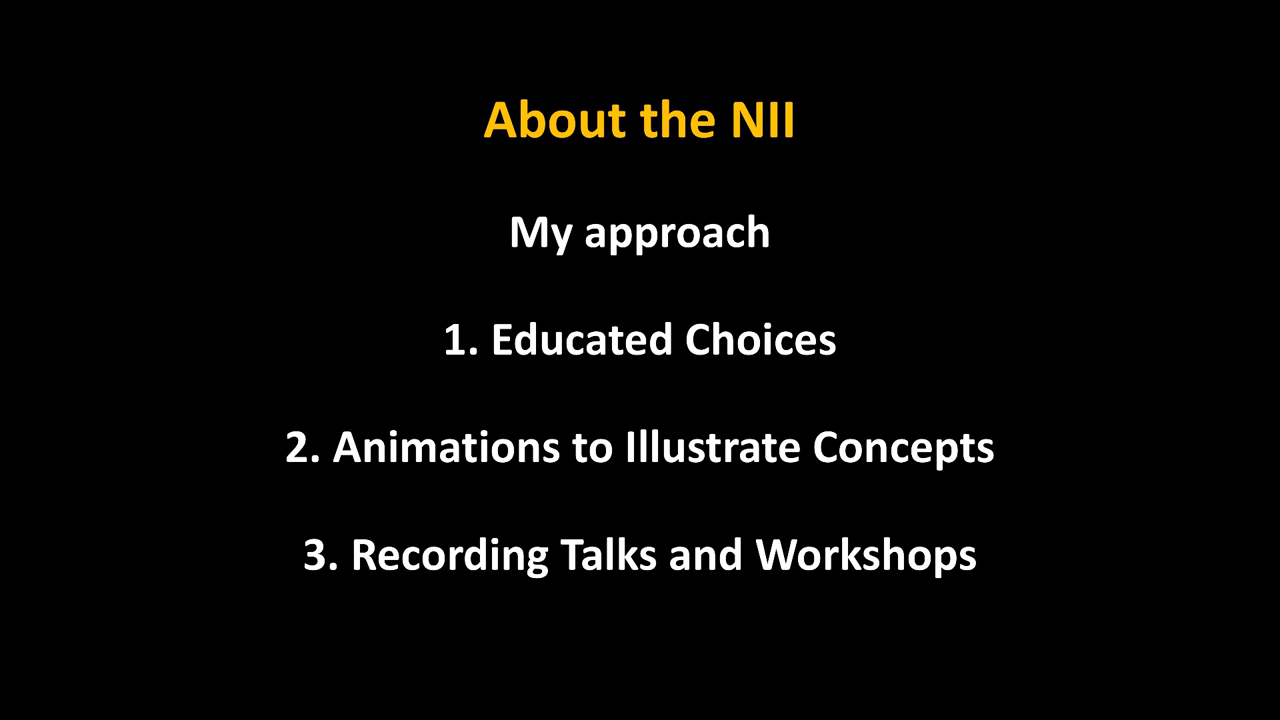 About the NII
My approach
1. Educated Choices
2. Animations to Illustrate Concepts
3. Recording Talks and Workshops